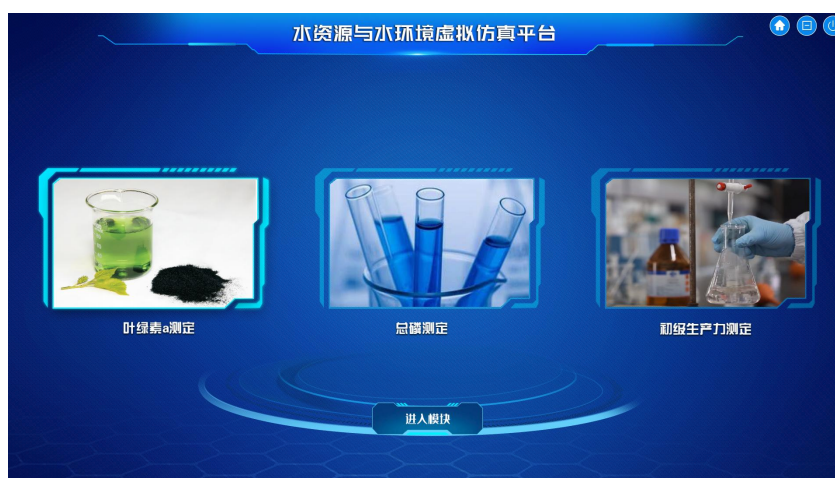 水资源与水环境虚拟仿真平台
叶绿素a测定
总磷测定
初级生产力测定
进入模块